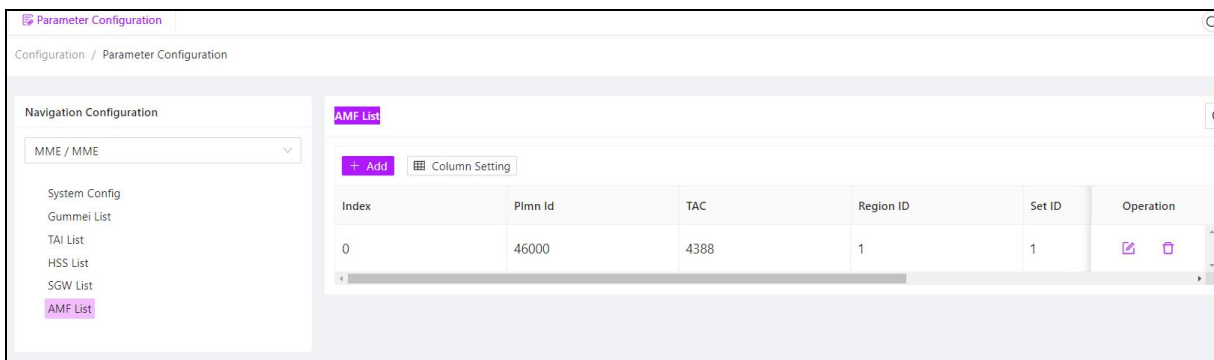 Parameter Configuration
Configuration / Parameter Configuration
Navigation Configuration
MME / MME
System Config
Gummei List
TAI List
HSS List
SGW List
AMF List
AMF List
+ Add
Column Setting
Index Plmn Id TAC Region ID Set ID Operation
0 46000 4388 1 1